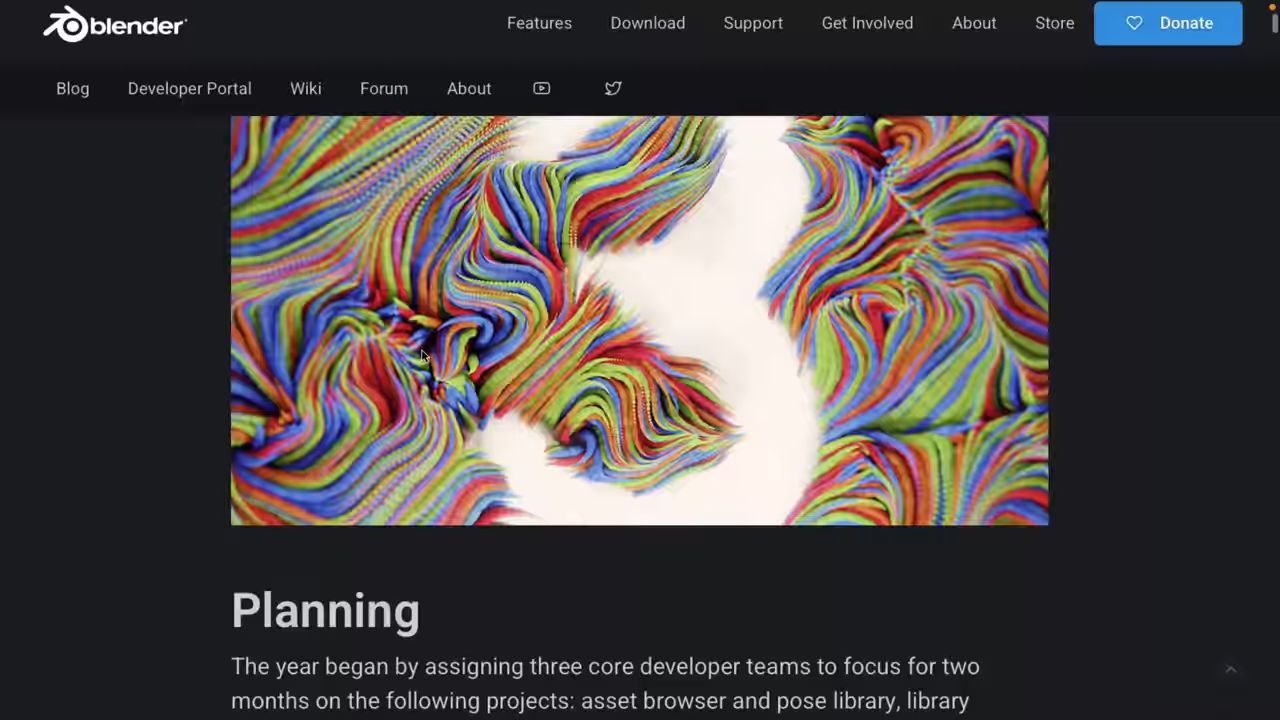 blender
Features Download Support Get Involved About Store Donate
Blog Developer Portal Wiki Forum About
Planning
The year began by assigning three core developer teams to focus for two
months on the following projects: asset browser and pose library, library